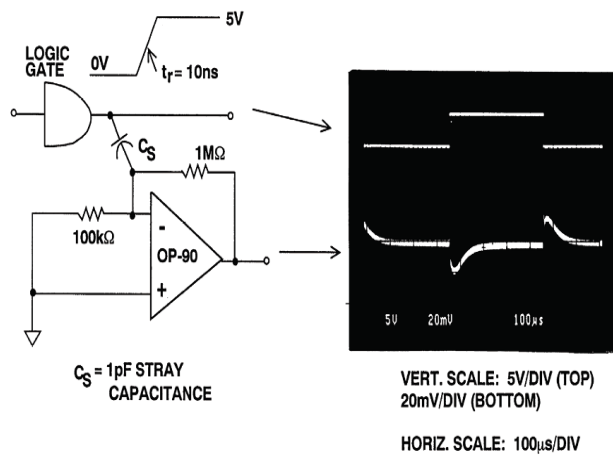 LOGIC
GATE
0V
5V
tr = 10ns
CS
1MΩ
100kΩ
-
OP-90
+
CS = 1pF STRAY
CAPACITANCE
5V 20mV 100µs
VERT. SCALE: 5V/DIV (TOP)
20mV/DIV (BOTTOM)
HORIZ. SCALE: 100µs/DIV